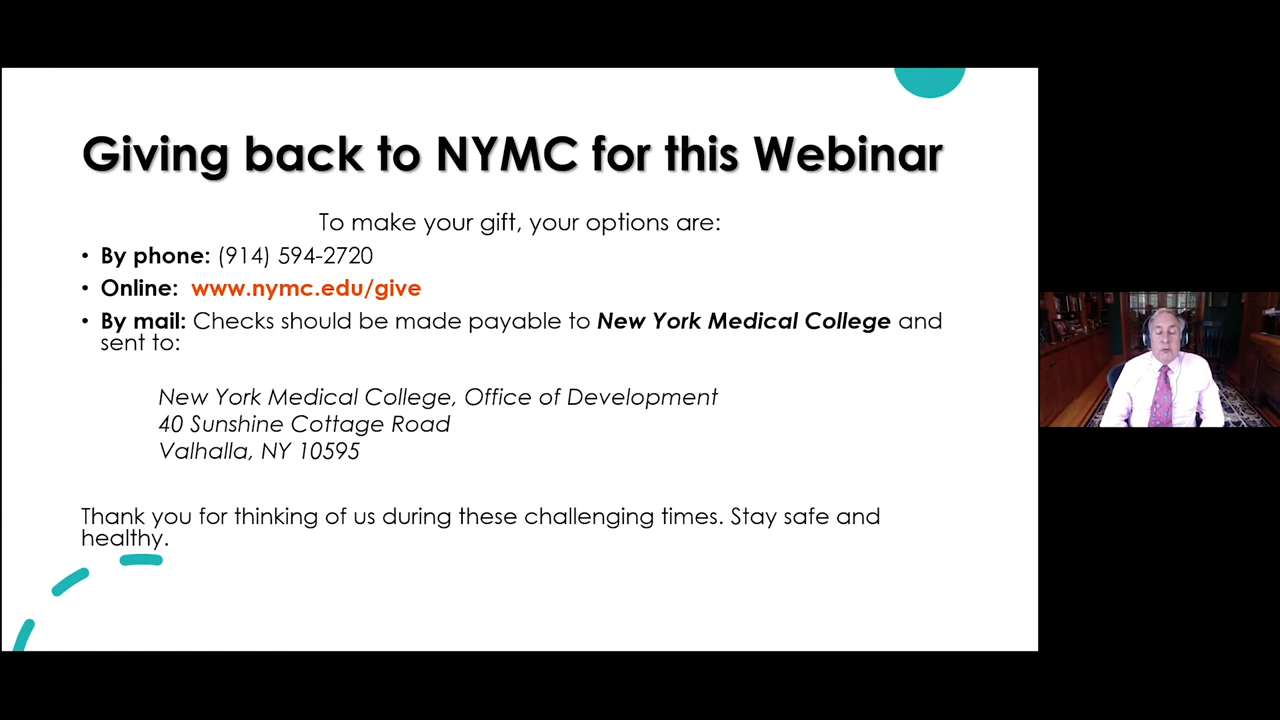 Giving back to NYMC for this Webinar
To make your gift, your options are:
• By phone: (914) 594-2720
• Online: www.nymc.edu/give
• By mail: Checks should be made payable to New York Medical College and
sent to:
New York Medical College, Office of Development
40 Sunshine Cottage Road
Valhalla, NY 10595
Thank you for thinking of us during these challenging times. Stay safe and
healthy.